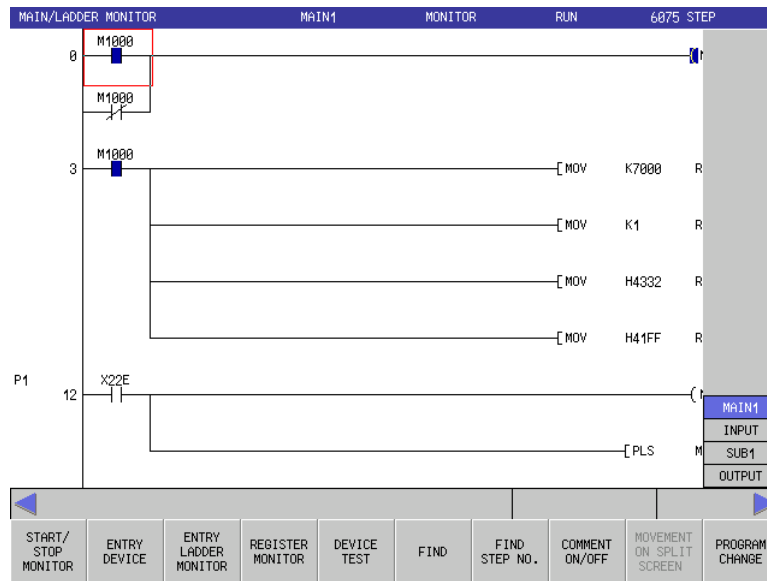 MAIN/LADDER MONITOR MAIN1 MONITOR RUN 6075 STEP
M1000
0
M1000
M1000
3 MOV K7000 R
MOV K1 R
MOV H4332 R
MOV H41FF R
P1 X22E
12
MAIN1
INPUT
PLS M SUB1
OUTPUT
START/ STOP MONITOR
ENTRY DEVICE
ENTRY LADDER MONITOR
REGISTER MONITOR
DEVICE TEST
FIND
FIND STEP NO.
COMMENT ON/OFF
MOVEMENT ON SPLIT SCREEN
PROGRAM CHANGE